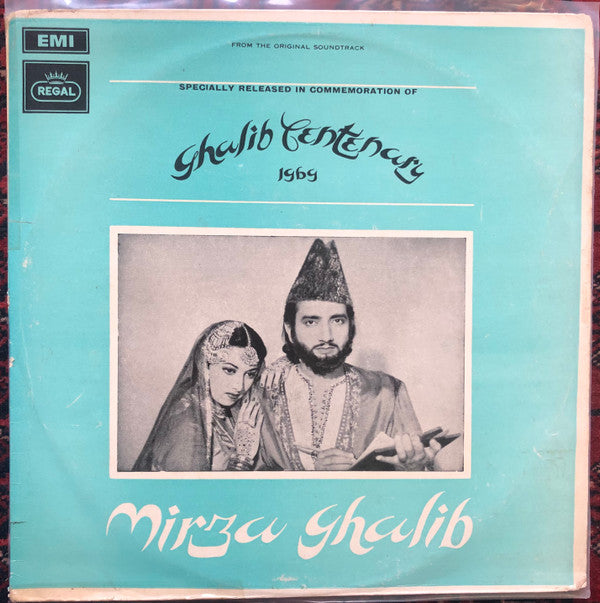 EMI
REGAL
FROM THE ORIGINAL SOUNDTRACK
SPECIALLY RELEASED IN COMMEMORATION OF
Ghalib Centenary
1969
Mirza Ghalib